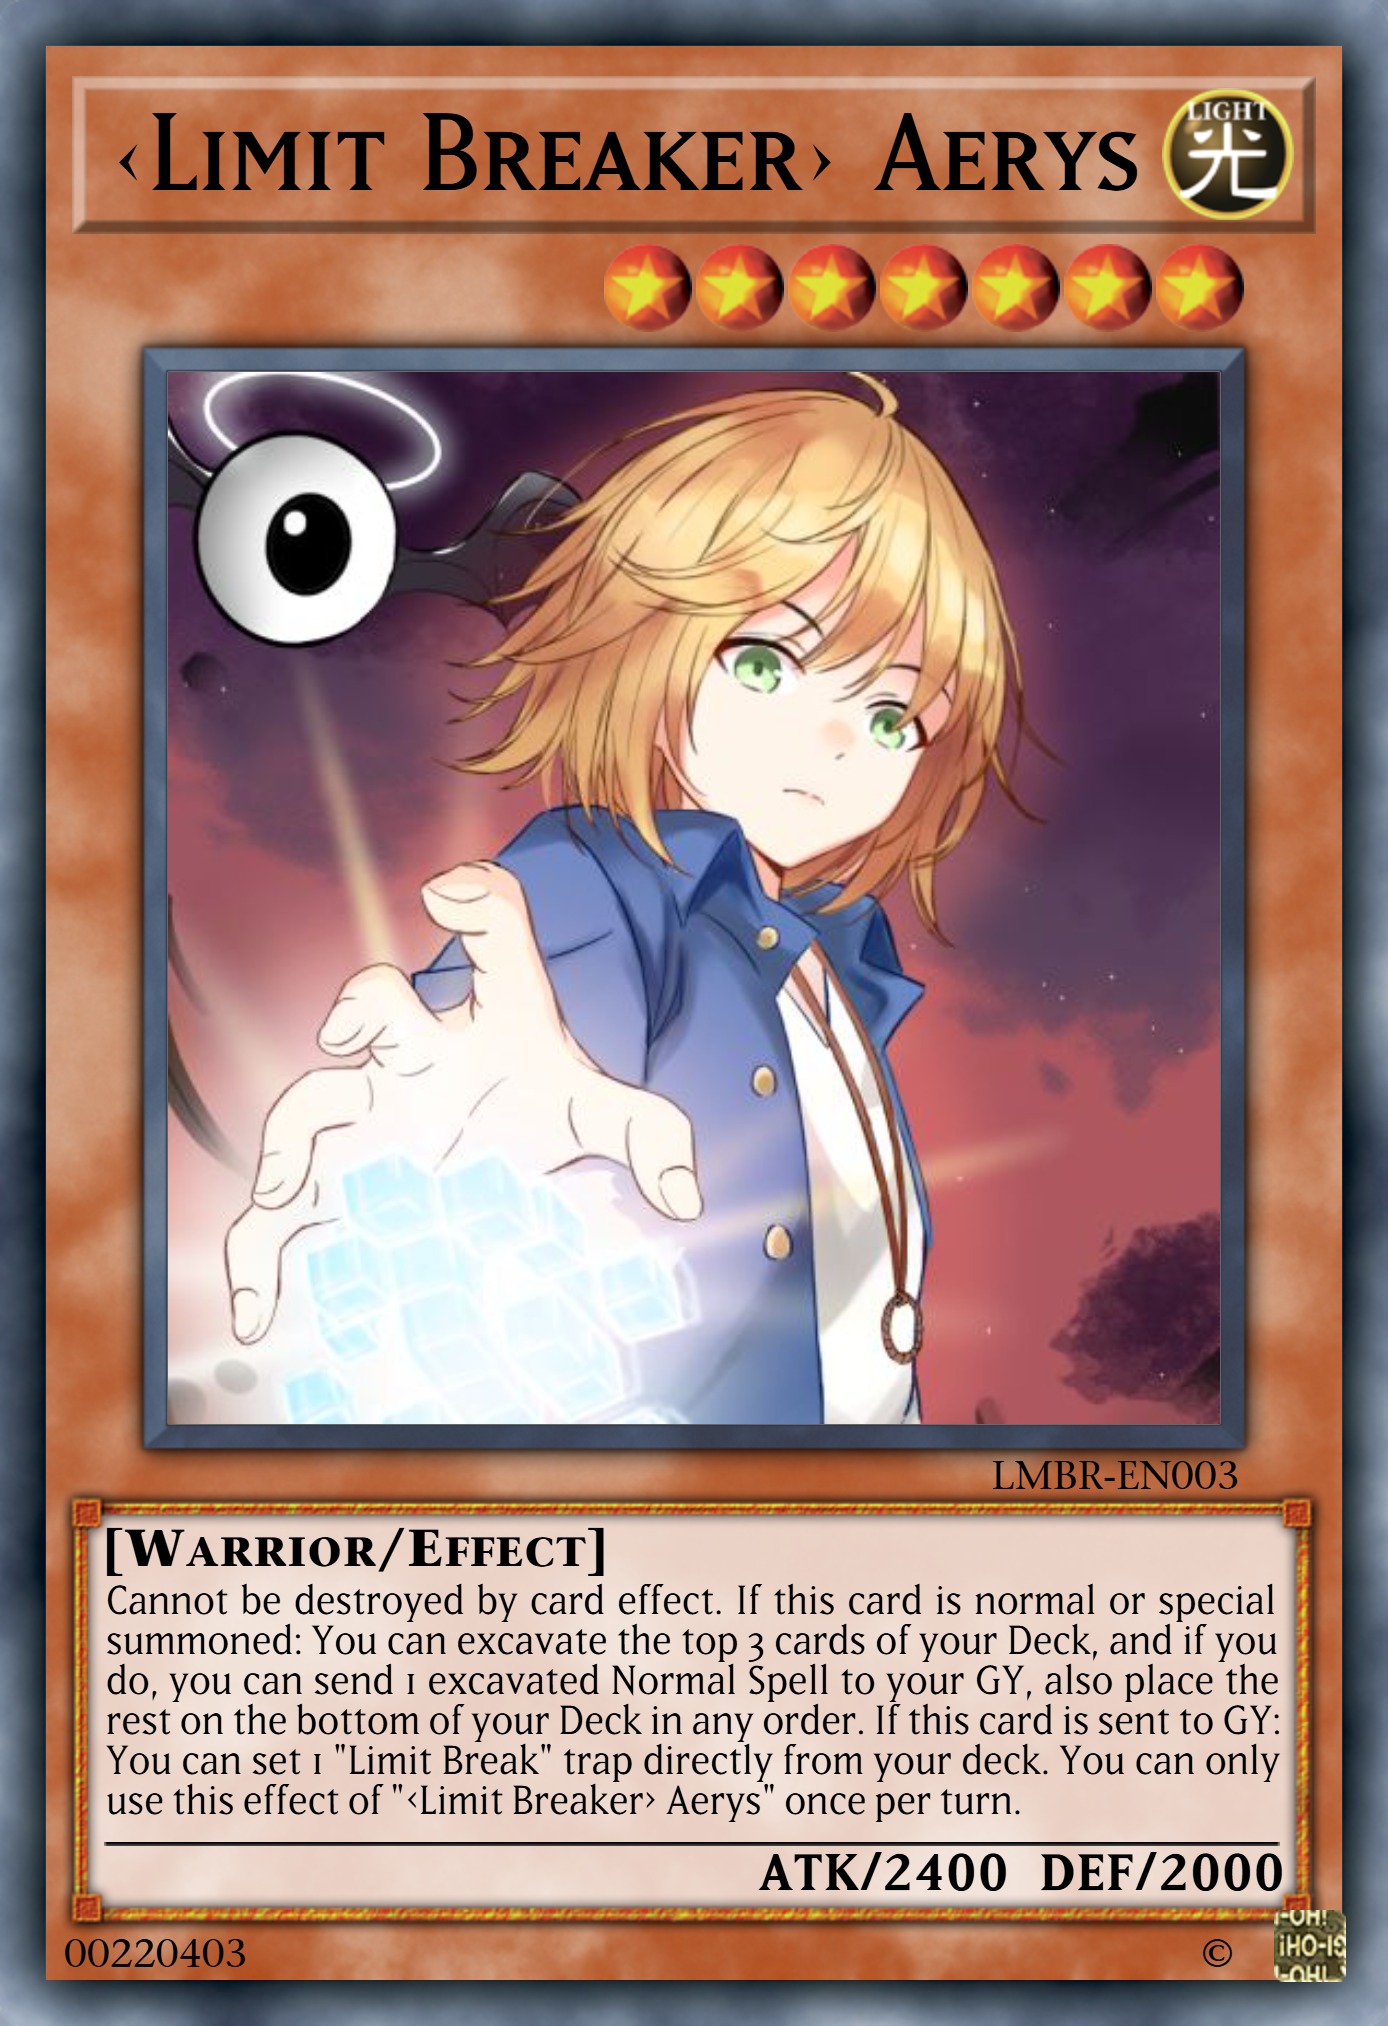 ‹Limit Breaker› Aerys
LIGHT
光
LMBR-EN003
[Warrior/Effect]
Cannot be destroyed by card effect. If this card is normal or special
summoned: You can excavate the top 3 cards of your Deck, and if you
do, you can send 1 excavated Normal Spell to your GY, also place the
rest on the bottom of your Deck in any order. If this card is sent to GY:
You can set 1 "Limit Break" trap directly from your deck. You can only
use this effect of "‹Limit Breaker› Aerys" once per turn.
ATK/2400 DEF/2000
00220403
©